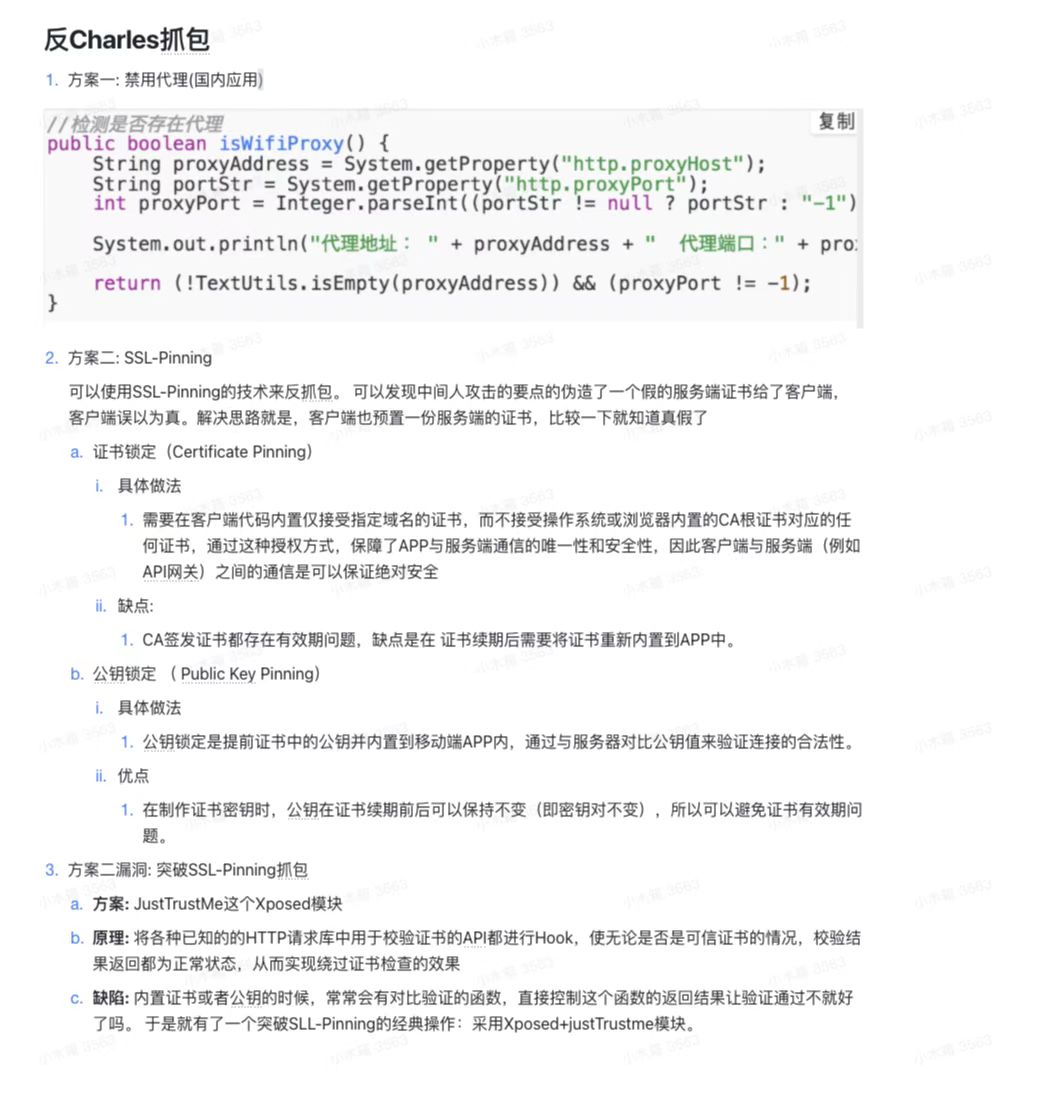 反Charles抓包
1. 方案一: 禁用代理(国内应用)
//检测是否存在代理
复制
public boolean isWifiProxy() {
String proxyAddress = System.getProperty("http.proxyHost");
String portStr = System.getProperty("http.proxyPort");
int proxyPort = Integer.parseInt((portStr != null ? portStr : "-1")
System.out.println("代理地址： " + proxyAddress + "  代理端口：" + pro
return (!TextUtils.isEmpty(proxyAddress)) && (proxyPort != -1);
}
2. 方案二: SSL-Pinning
可以使用SSL-Pinning的技术来反抓包。 可以发现中间人攻击的要点的伪造了一个假的服务端证书给了客户端，
客户端误以为真。解决思路就是，客户端也预置一份服务端的证书，比较一下就知道真假了
a. 证书锁定（Certificate Pinning）
i. 具体做法
1. 需要在客户端代码内置仅接受指定域名的证书，而不接受操作系统或浏览器内置的CA根证书对应的任
何证书，通过这种授权方式，保障了APP与服务端通信的唯一性和安全性，因此客户端与服务端（例如
API网关）之间的通信是可以保证绝对安全
ii. 缺点:
1. CA签发证书都存在有效期问题，缺点是在 证书续期后需要将证书重新内置到APP中。
b. 公钥锁定 （ Public Key Pinning）
i. 具体做法
1. 公钥锁定是提前证书中的公钥并内置到移动端APP内，通过与服务器对比公钥值来验证连接的合法性。
ii. 优点
1. 在制作证书密钥时，公钥在证书续期前后可以保持不变（即密钥对不变），所以可以避免证书有效期问
题。
3. 方案二漏洞: 突破SSL-Pinning抓包
a. 方案: JustTrustMe这个Xposed模块
b. 原理: 将各种已知的的HTTP请求库中用于校验证书的API都进行Hook，使无论是否是可信证书的情况，校验结
果返回都为正常状态，从而实现绕过证书检查的效果
c. 缺陷: 内置证书或者公钥的时候，常常会有对比验证的函数，直接控制这个函数的返回结果让验证通过不就好
了吗。 于是就有了一个突破SLL-Pinning的经典操作：采用Xposed+justTrustme模块。
小木箱 3563